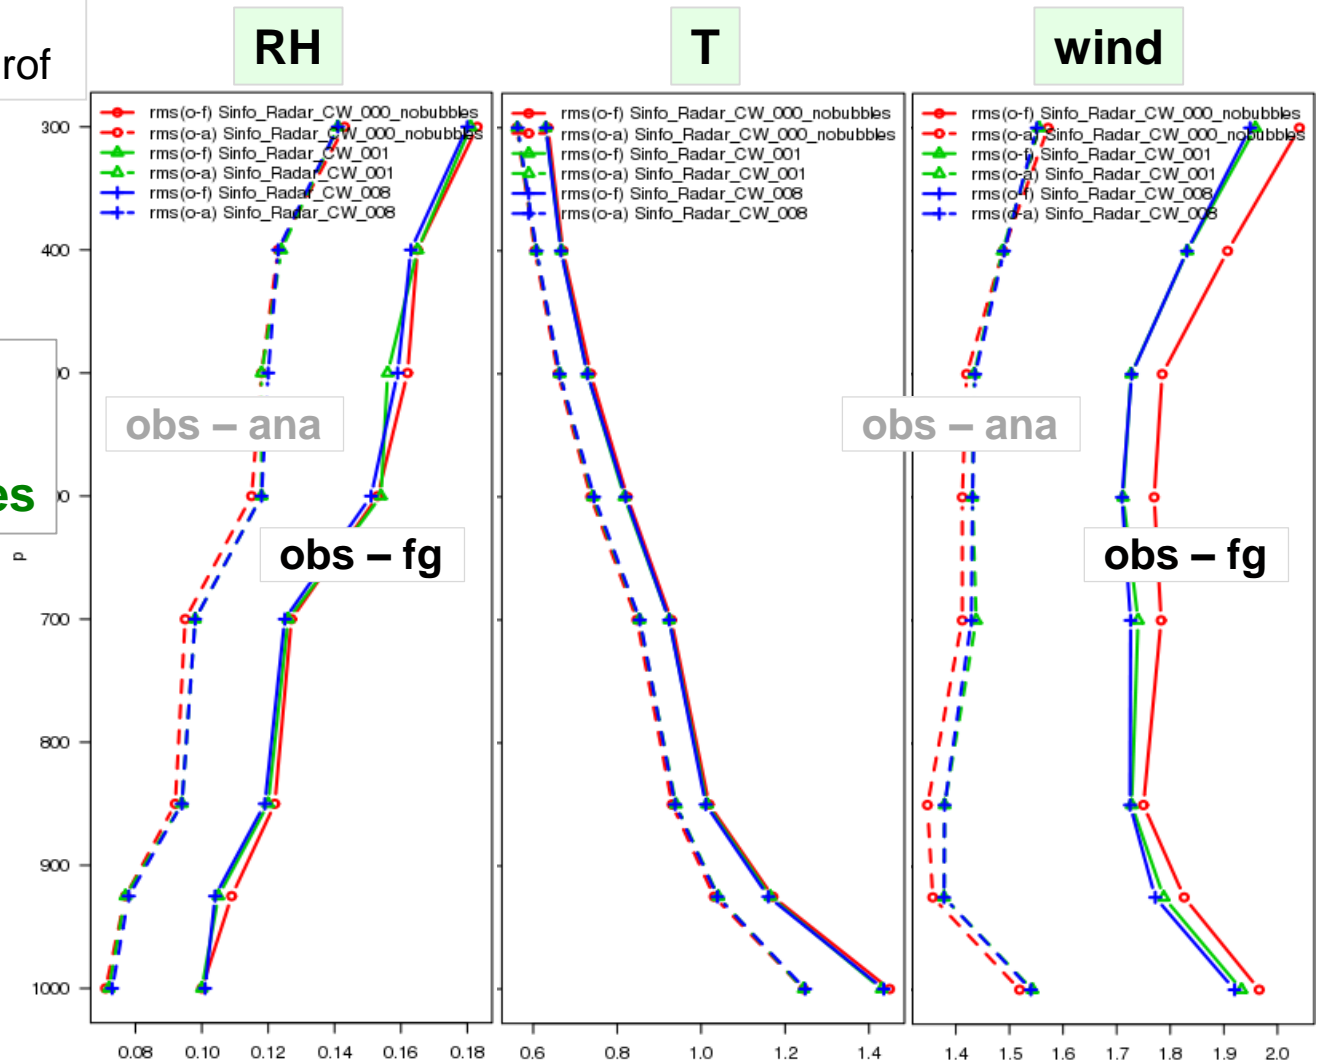 rof
RH
T
wind
rms(o-f) Sinfo_Radar_CW_000_nobubbles
rms(o-a) Sinfo_Radar_CW_000_nobubbles
rms(o-f) Sinfo_Radar_CW_001
rms(o-a) Sinfo_Radar_CW_001
rms(o-f) Sinfo_Radar_CW_008
rms(o-a) Sinfo_Radar_CW_008
rms(o-f) Sinfo_Radar_CW_000_nobubbles
rms(o-a) Sinfo_Radar_CW_000_nobubbles
rms(o-f) Sinfo_Radar_CW_001
rms(o-a) Sinfo_Radar_CW_001
rms(o-f) Sinfo_Radar_CW_008
rms(o-a) Sinfo_Radar_CW_008
rms(o-f) Sinfo_Radar_CW_000_nobubbles
rms(o-a) Sinfo_Radar_CW_000_nobubbles
rms(o-f) Sinfo_Radar_CW_001
rms(o-a) Sinfo_Radar_CW_001
rms(o-f) Sinfo_Radar_CW_008
rms(o-a) Sinfo_Radar_CW_008
300
400
0
obs – ana
obs – ana
es
0
obs – fg
obs – fg
p
700
800
900
1000
0.08 0.10 0.12 0.14 0.16 0.18
0.6 0.8 1.0 1.2 1.4
1.4 1.5 1.6 1.7 1.8 1.9 2.0